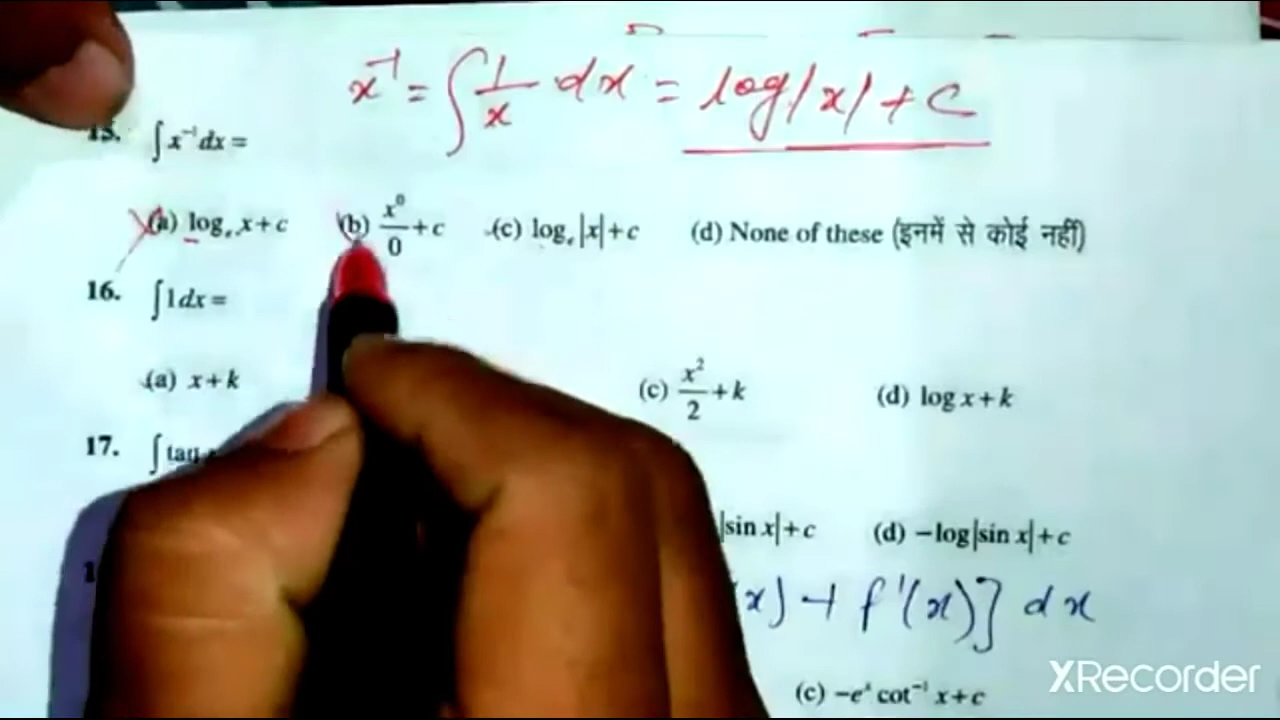 x⁻¹ = ∫ 1/x dx = log|x| + c
15. ∫x⁻¹dx =
(a) logₑ x + c (b) x⁰/0 + c (c) logₑ |x| + c (d) None of these (इनमें से कोई नहीं)
16. ∫1dx =
(a) x + k (c) x²/2 + k (d) log x + k
17. ∫
|sin x| + c (d) −log|sin x| + c
(x) + f'(x)] dx
(c) −eˣ cot⁻¹ x + c
XRecorder